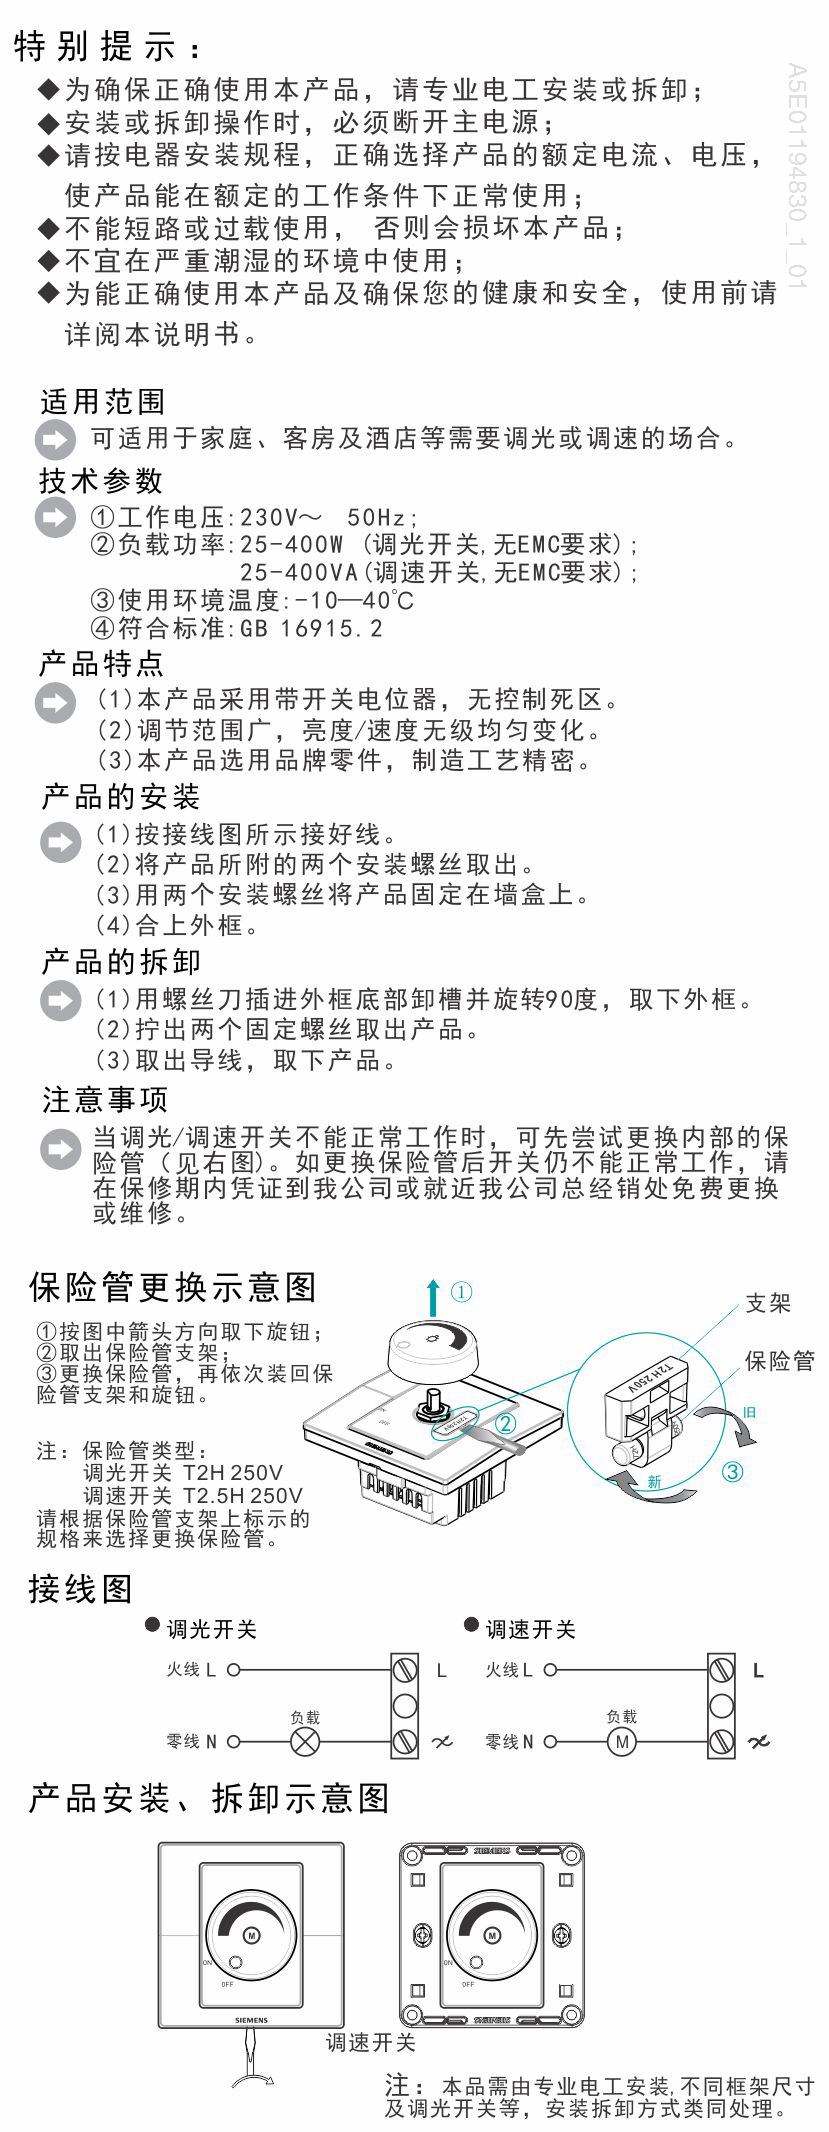 特别提示:
◆为确保正确使用本产品，请专业电工安装或拆卸；
◆安装或拆卸操作时，必须断开主电源；
◆请按电器安装规程，正确选择产品的额定电流、电压，
使产品能在额定的工作条件下正常使用；
◆不能短路或过载使用， 否则会损坏本产品；
◆不宜在严重潮湿的环境中使用；
◆为能正确使用本产品及确保您的健康和安全，使用前请
详阅本说明书。
A5E01194830_1_01
适用范围
可适用于家庭、客房及酒店等需要调光或调速的场合。
技术参数
①工作电压:230V～ 50Hz;
②负载功率:25-400W (调光开关,无EMC要求);
25-400VA(调速开关,无EMC要求);
③使用环境温度:-10—40℃
④符合标准:GB 16915.2
产品特点
(1)本产品采用带开关电位器，无控制死区。
(2)调节范围广，亮度/速度无级均匀变化。
(3)本产品选用品牌零件，制造工艺精密。
产品的安装
(1)按接线图所示接好线。
(2)将产品所附的两个安装螺丝取出。
(3)用两个安装螺丝将产品固定在墙盒上。
(4)合上外框。
产品的拆卸
(1)用螺丝刀插进外框底部卸槽并旋转90度，取下外框。
(2)拧出两个固定螺丝取出产品。
(3)取出导线，取下产品。
注意事项
当调光/调速开关不能正常工作时，可先尝试更换内部的保
险管（见右图)。如更换保险管后开关仍不能正常工作，请
在保修期内凭证到我公司或就近我公司总经销处免费更换
或维修。
保险管更换示意图
①按图中箭头方向取下旋钮；
②取出保险管支架；
③更换保险管，再依次装回保
险管支架和旋钮。
注：保险管类型：
调光开关 T2H 250V
调速开关 T2.5H 250V
请根据保险管支架上标示的
规格来选择更换保险管。
①
支架
保险管
T2H 250V
旧
②
OFF
T2H 250V
③
新
接线图
调光开关
火线 L
L
负载
零线 N
调速开关
火线 L
L
负载
零线 N
M
产品安装、拆卸示意图
M
ON
OFF
SIEMENS
SIEMENS
M
ON
OFF
SIEMENS
调速开关
注：本品需由专业电工安装,不同框架尺寸
及调光开关等，安装拆卸方式类同处理。